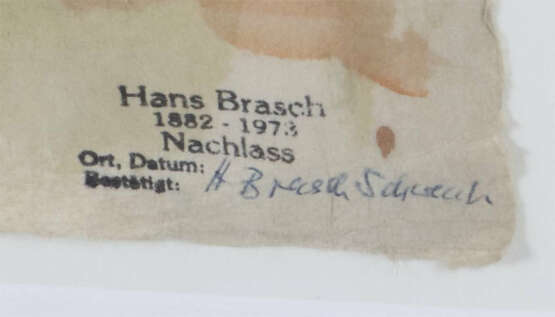 Hans Brasch
1882 - 1973
Nachlass
Ort, Datum:
Bestätigt: H Brasch